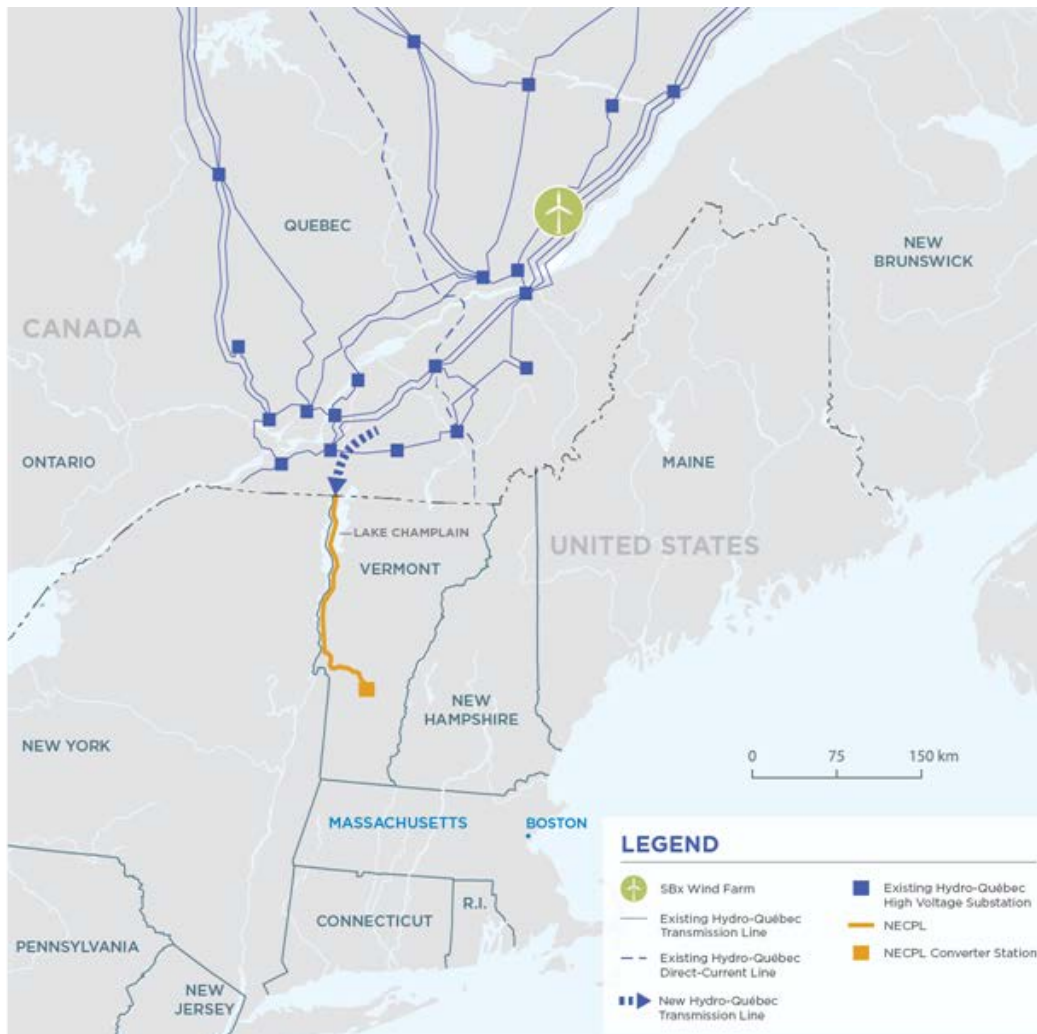 QUEBEC
NEW
BRUNSWICK
CANADA
ONTARIO
MAINE
LAKE CHAMPLAIN
UNITED STATES
VERMONT
NEW
HAMPSHIRE
NEW YORK
0 75 150 km
MASSACHUSETTS
BOSTON
CONNECTICUT
R.I.
PENNSYLVANIA
NEW
JERSEY
LEGEND
SBx Wind Farm
Existing Hydro-Québec
Transmission Line
Existing Hydro-Québec
Direct-Current Line
New Hydro-Québec
Transmission Line
Existing Hydro-Québec
High Voltage Substation
NECPL
NECPL Converter Station